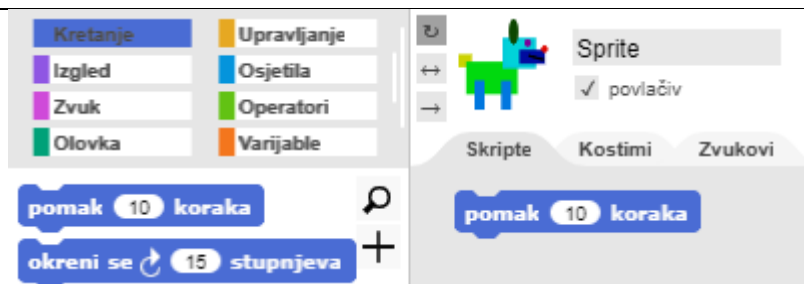 Kretanje
Upravljanje
Izgled
Osjetila
Zvuk
Operatori
Olovka
Varijable
pomak 10 koraka
okreni se 15 stupnjeva
Sprite
povlačiv
Skripte Kostimi Zvukovi
pomak 10 koraka